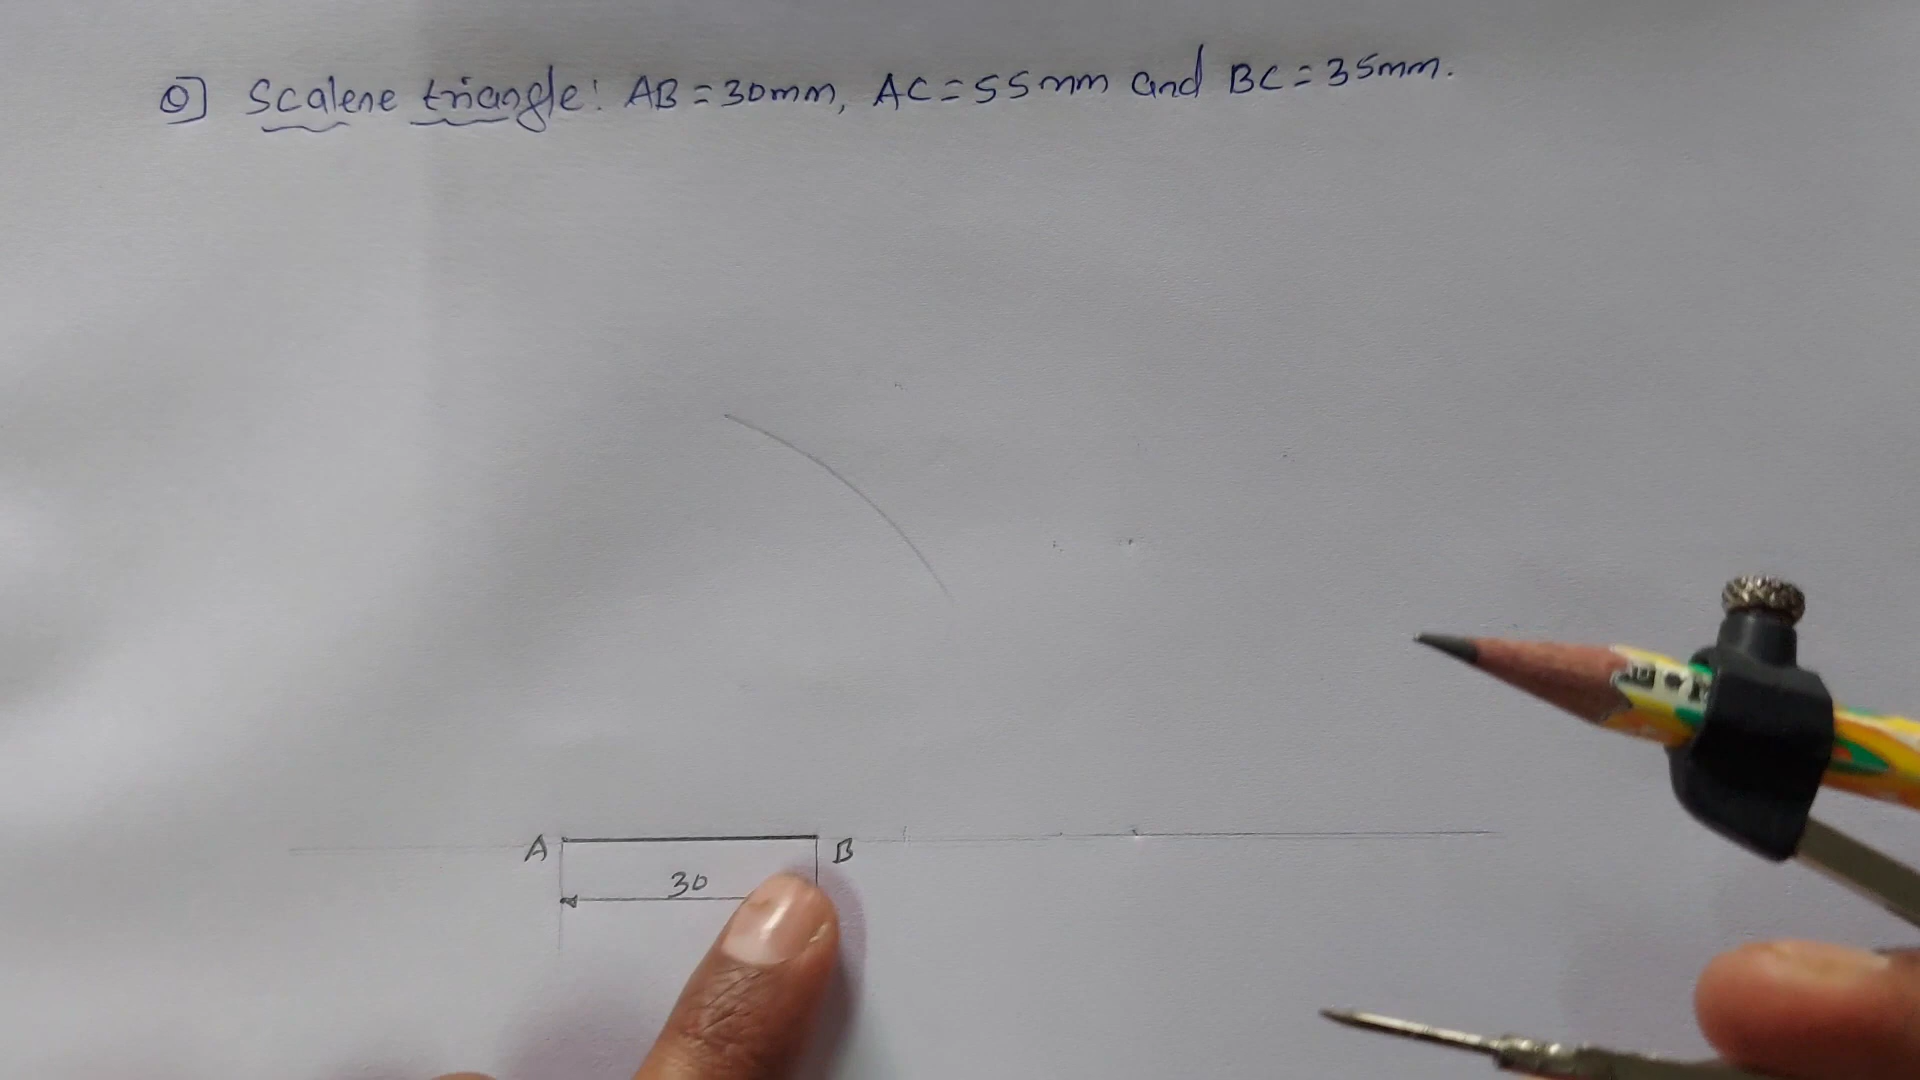 c] Scalene triangle: AB = 30mm, AC = 55mm and BC = 35mm.
A B
30